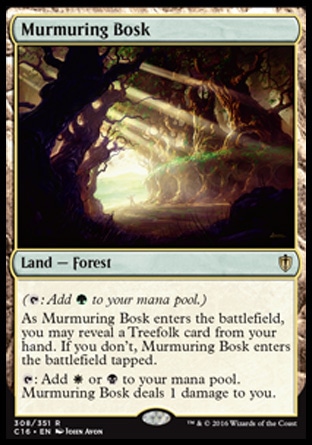 Murmuring Bosk
Land — Forest
(: Add to your mana pool.)
As Murmuring Bosk enters the battlefield,
you may reveal a Treefolk card from your
hand. If you don't, Murmuring Bosk enters
the battlefield tapped.
: Add or to your mana pool.
Murmuring Bosk deals 1 damage to you.
308/351 R
C16 • EN John Avon
™ & © 2016 Wizards of the Coast